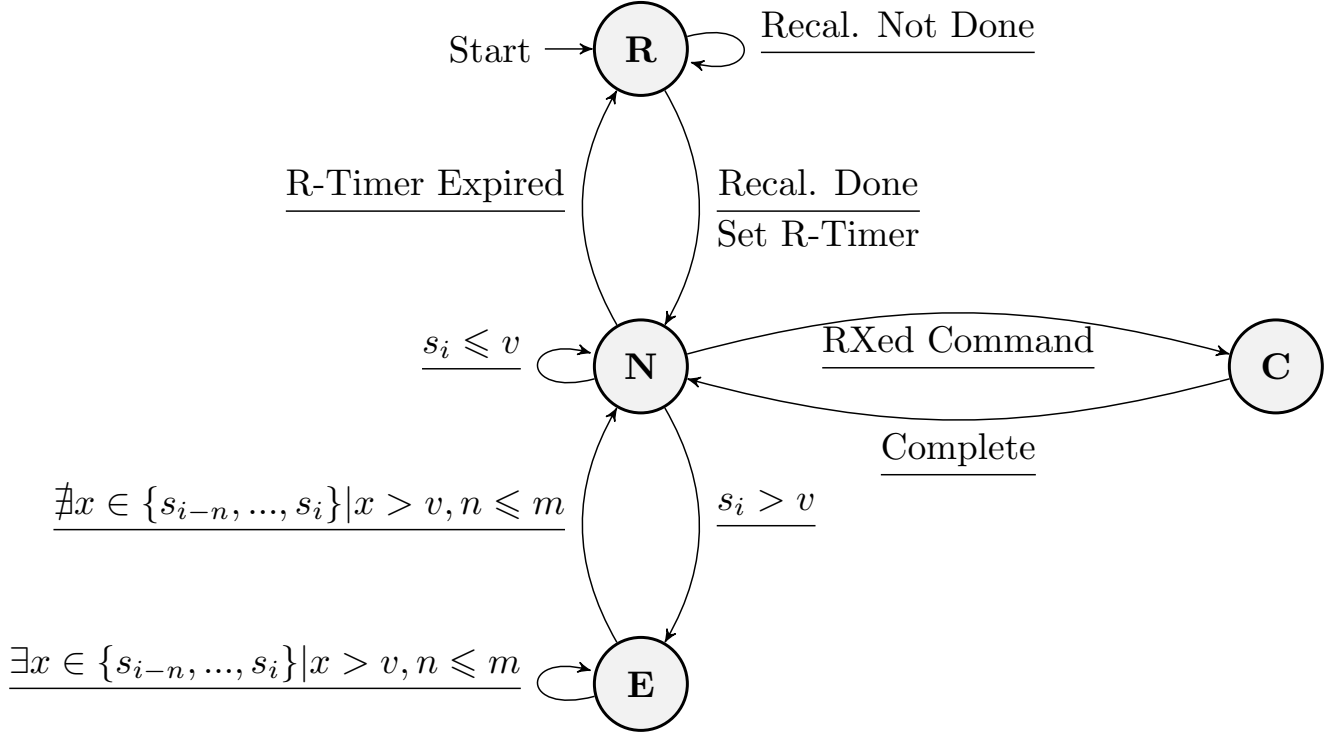 Start
R
Recal. Not Done
R-Timer Expired
Recal. Done
Set R-Timer
s_i ⩽ v
N
RXed Command
C
Complete
∄x ∈ {s_{i−n}, ..., s_i}|x > v, n ⩽ m
s_i > v
∃x ∈ {s_{i−n}, ..., s_i}|x > v, n ⩽ m
E